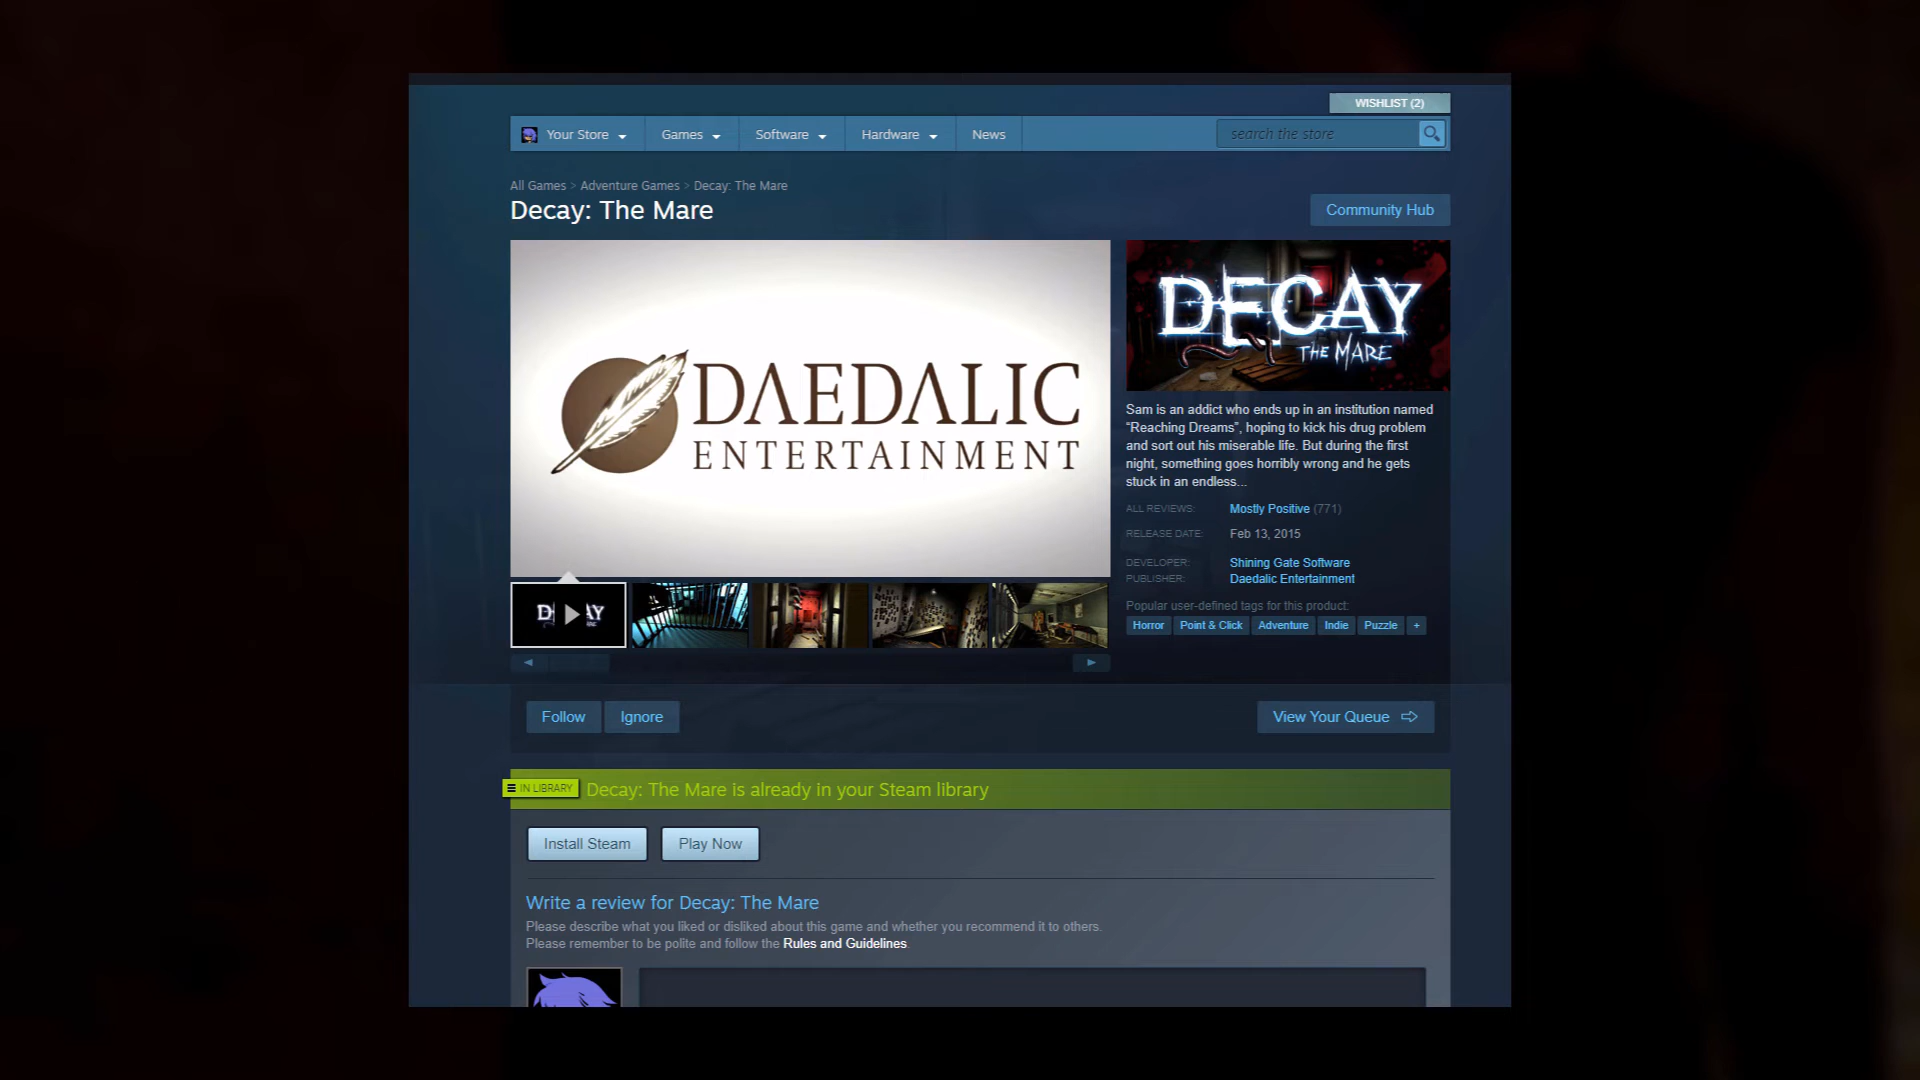 WISHLIST (2)
Your Store
Games
Software
Hardware
News
search the store
All Games > Adventure Games > Decay: The Mare
Decay: The Mare
Community Hub
DAEDALIC
ENTERTAINMENT
DECAY
THE MARE
Sam is an addict who ends up in an institution named
“Reaching Dreams”, hoping to kick his drug problem
and sort out his miserable life. But during the first
night, something goes horribly wrong and he gets
stuck in an endless...
ALL REVIEWS: Mostly Positive (771)
RELEASE DATE: Feb 13, 2015
DEVELOPER: Shining Gate Software
PUBLISHER: Daedalic Entertainment
Popular user-defined tags for this product:
Horror Point & Click Adventure Indie Puzzle +
Follow
Ignore
View Your Queue
IN LIBRARY
Decay: The Mare is already in your Steam library
Install Steam
Play Now
Write a review for Decay: The Mare
Please describe what you liked or disliked about this game and whether you recommend it to others.
Please remember to be polite and follow the Rules and Guidelines.